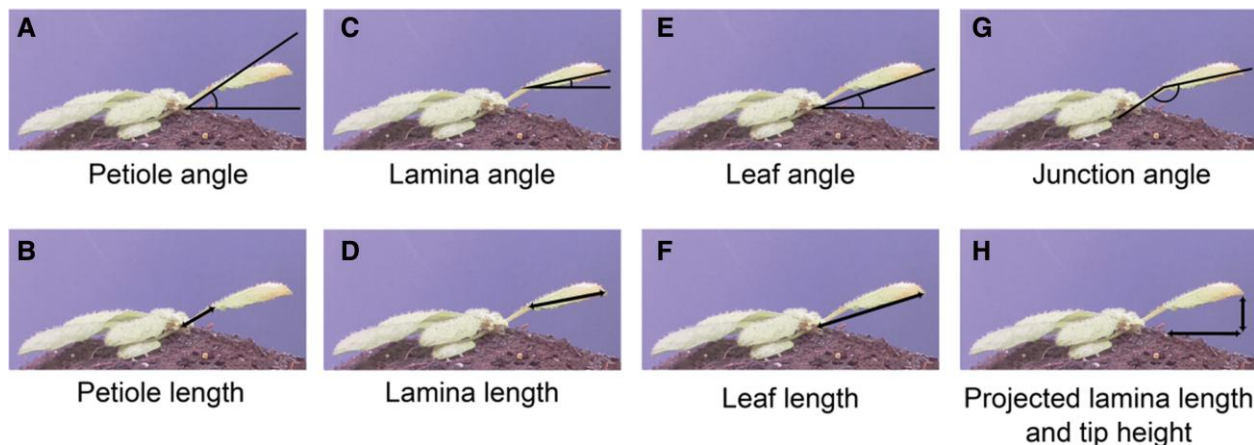 A
C
E
G
Petiole angle
Lamina angle
Leaf angle
Junction angle
B
D
F
H
Petiole length
Lamina length
Leaf length
Projected lamina length
and tip height